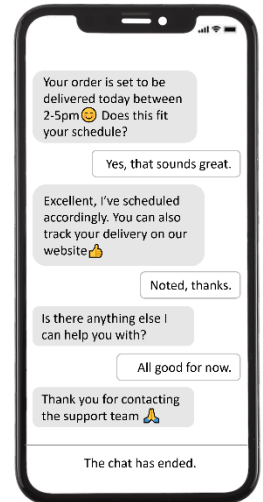 Your order is set to be
delivered today between
2-5pm😊 Does this fit
your schedule?
Yes, that sounds great.
Excellent, I’ve scheduled
accordingly. You can also
track your delivery on our
website👍
Noted, thanks.
Is there anything else I
can help you with?
All good for now.
Thank you for contacting
the support team 🙏
The chat has ended.